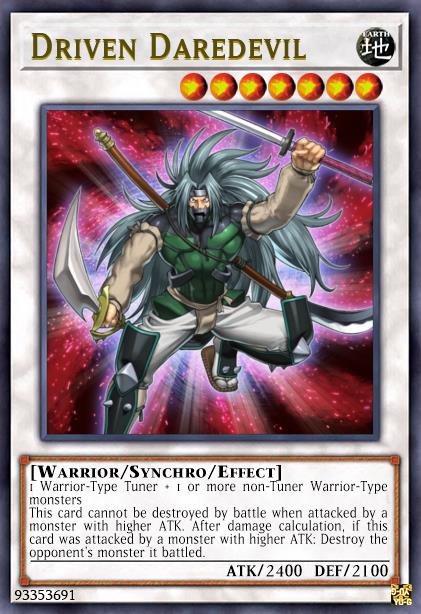 DRIVEN DAREDEVIL
EARTH
地
[WARRIOR/SYNCHRO/EFFECT]
1 Warrior-Type Tuner + 1 or more non-Tuner Warrior-Type
monsters
This card cannot be destroyed by battle when attacked by a
monster with higher ATK. After damage calculation, if this
card was attacked by a monster with higher ATK: Destroy the
opponent's monster it battled.
ATK/2400 DEF/2100
93353691